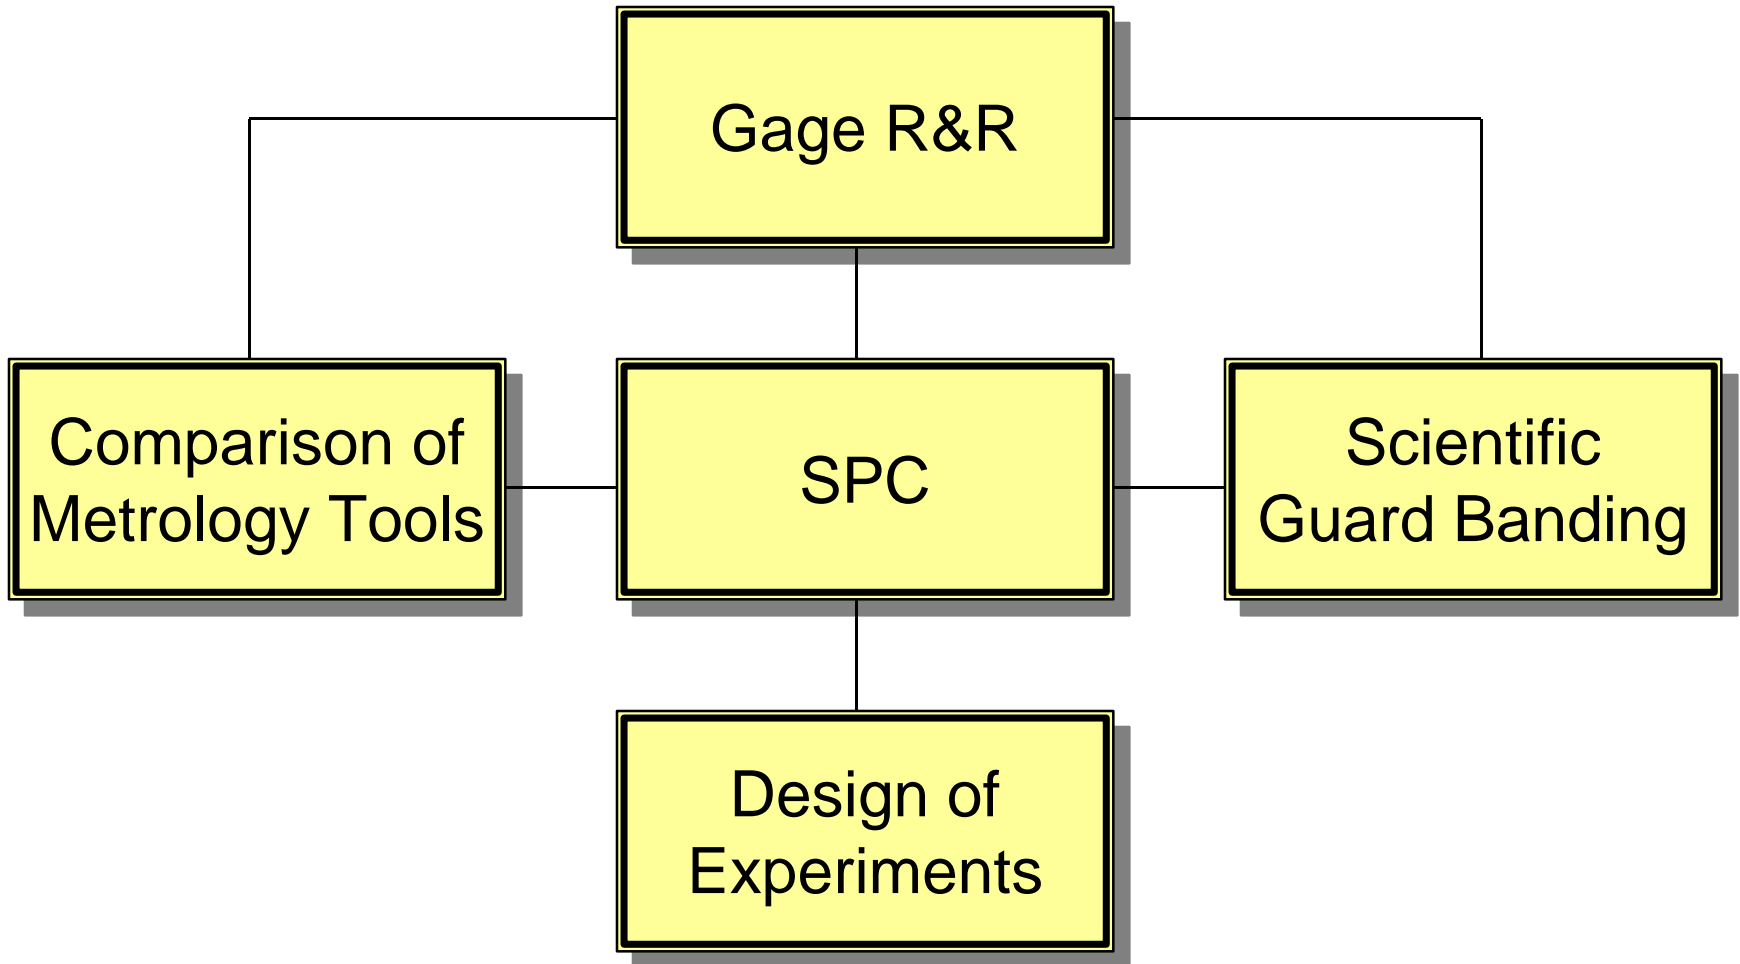 Gage R&R
Comparison of
Metrology Tools
SPC
Scientific
Guard Banding
Design of
Experiments